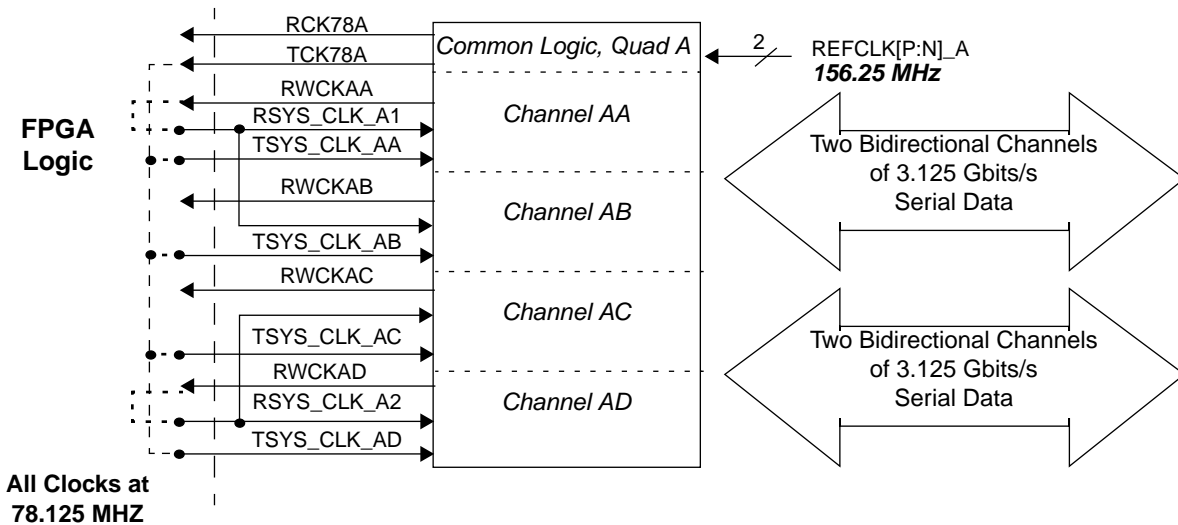 RCK78A
TCK78A
RWCKAA
RSYS_CLK_A1
TSYS_CLK_AA
RWCKAB
TSYS_CLK_AB
RWCKAC
TSYS_CLK_AC
RWCKAD
RSYS_CLK_A2
TSYS_CLK_AD
FPGA
Logic
All Clocks at
78.125 MHZ
Common Logic, Quad A
Channel AA
Channel AB
Channel AC
Channel AD
2
REFCLK[P:N]_A
156.25 MHz
Two Bidirectional Channels
of 3.125 Gbits/s
Serial Data
Two Bidirectional Channels
of 3.125 Gbits/s
Serial Data